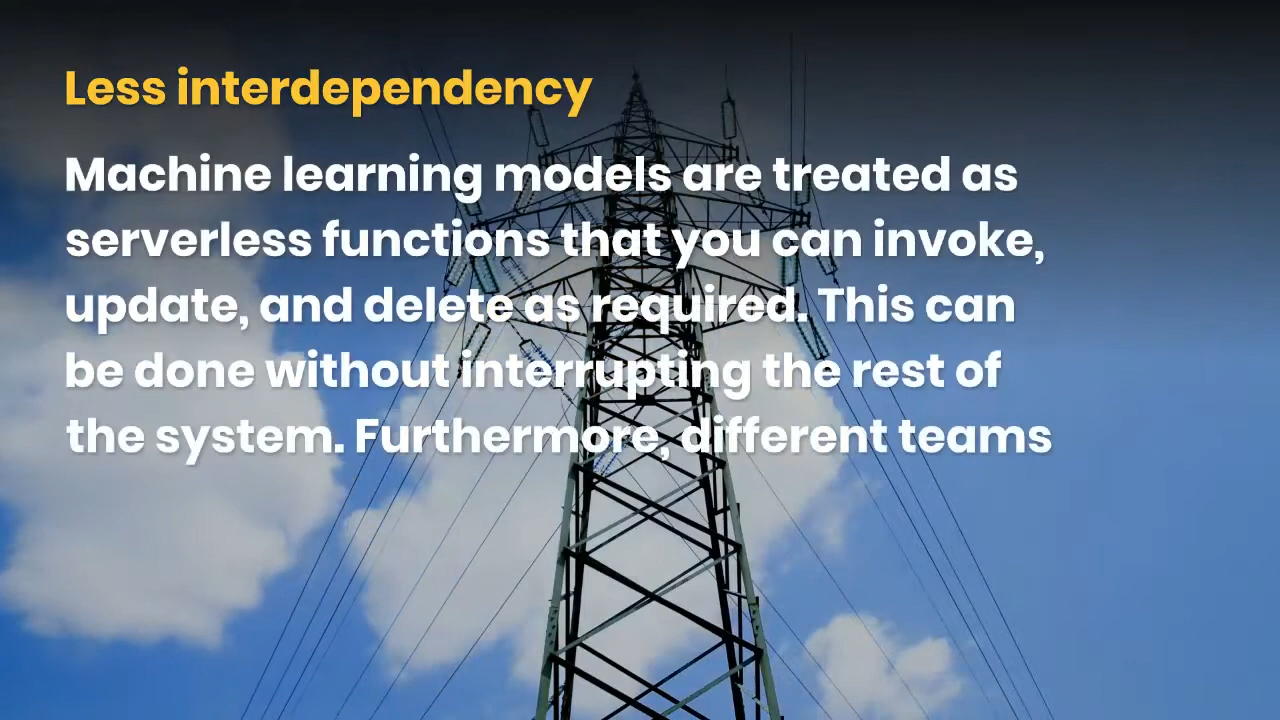 Less interdependency
Machine learning models are treated as
serverless functions that you can invoke,
update, and delete as required. This can
be done without interrupting the rest of
the system. Furthermore, different teams